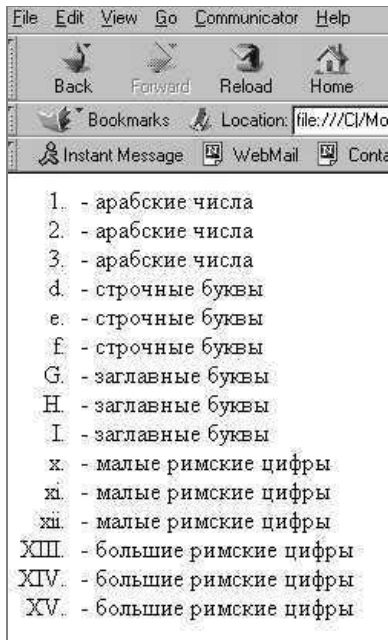 File Edit View Go Communicator Help
Back Forward Reload Home
Bookmarks Location: file:///C|/Mo
Instant Message WebMail Conta
1. - арабские числа
2. - арабские числа
3. - арабские числа
d. - строчные буквы
e. - строчные буквы
f. - строчные буквы
G. - заглавные буквы
H. - заглавные буквы
I. - заглавные буквы
x. - малые римские цифры
xi. - малые римские цифры
xii. - малые римские цифры
XIII. - большие римские цифры
XIV. - большие римские цифры
XV. - большие римские цифры